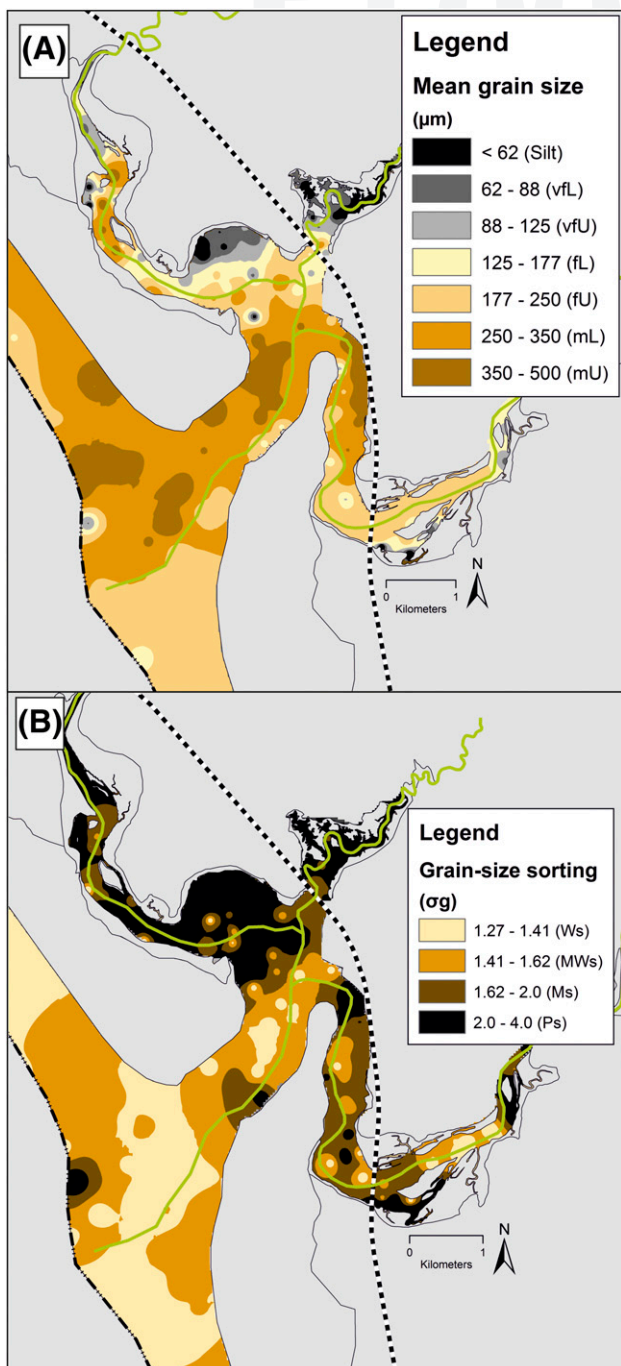 (A)
Legend
Mean grain size
(µm)
< 62 (Silt)
62 - 88 (vfL)
88 - 125 (vfU)
125 - 177 (fL)
177 - 250 (fU)
250 - 350 (mL)
350 - 500 (mU)
N
0 1
Kilometers
(B)
Legend
Grain-size sorting
(σg)
1.27 - 1.41 (Ws)
1.41 - 1.62 (MWs)
1.62 - 2.0 (Ms)
2.0 - 4.0 (Ps)
N
0 1
Kilometers